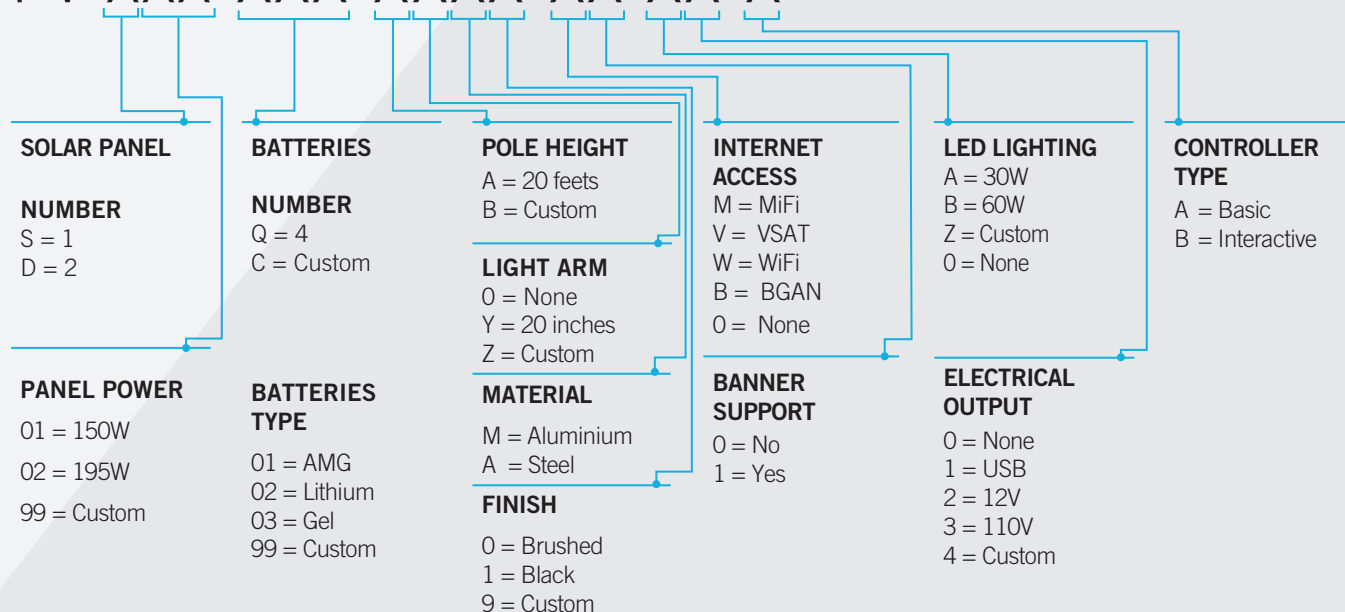 SOLAR PANEL
NUMBER
S = 1
D = 2
PANEL POWER
01 = 150W
02 = 195W
99 = Custom
BATTERIES
NUMBER
Q = 4
C = Custom
BATTERIES
TYPE
01 = AMG
02 = Lithium
03 = Gel
99 = Custom
POLE HEIGHT
A = 20 feets
B = Custom
LIGHT ARM
0 = None
Y = 20 inches
Z = Custom
MATERIAL
M = Aluminium
A = Steel
FINISH
0 = Brushed
1 = Black
9 = Custom
INTERNET
ACCESS
M = MiFi
V = VSAT
W = WiFi
B = BGAN
0 = None
BANNER
SUPPORT
0 = No
1 = Yes
LED LIGHTING
A = 30W
B = 60W
Z = Custom
0 = None
ELECTRICAL
OUTPUT
0 = None
1 = USB
2 = 12V
3 = 110V
4 = Custom
CONTROLLER
TYPE
A = Basic
B = Interactive